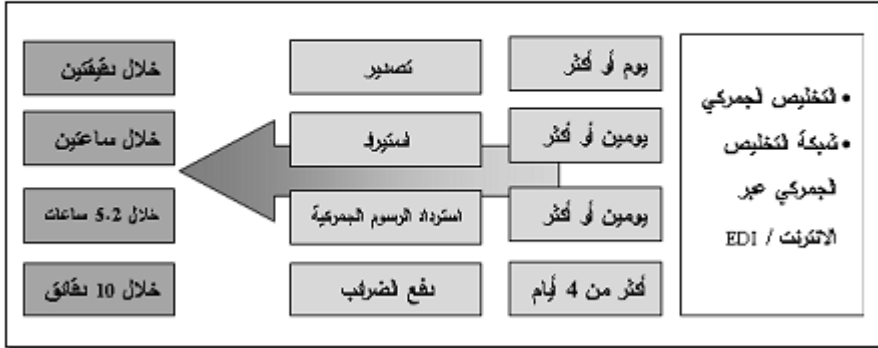 • التخليص الجمركي
• شبكة التخليص
الجمركي عبر
الانترنت / EDI
يوم أو أكثر
تصدير
خلال دقيقتين
يومين أو أكثر
استيراد
خلال ساعتين
يومين أو أكثر
استرداد الرسوم الجمركية
خلال 2-5 ساعات
أكثر من 4 أيام
دفع الضرائب
خلال 10 دقائق